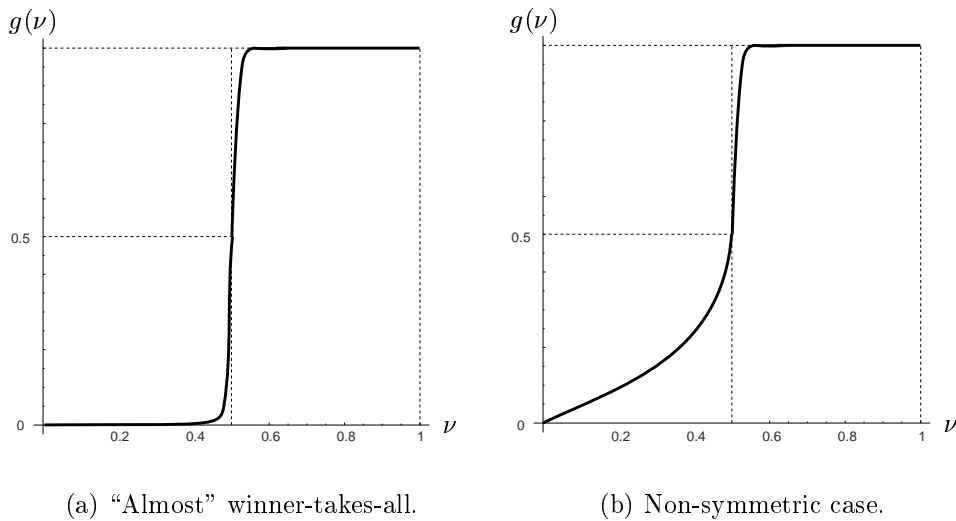 g(ν) g(ν)
0.5 0.5
0 0.2 0.4 0.6 0.8 1 ν 0 0.2 0.4 0.6 0.8 1 ν
(a) “Almost” winner-takes-all. (b) Non-symmetric case.